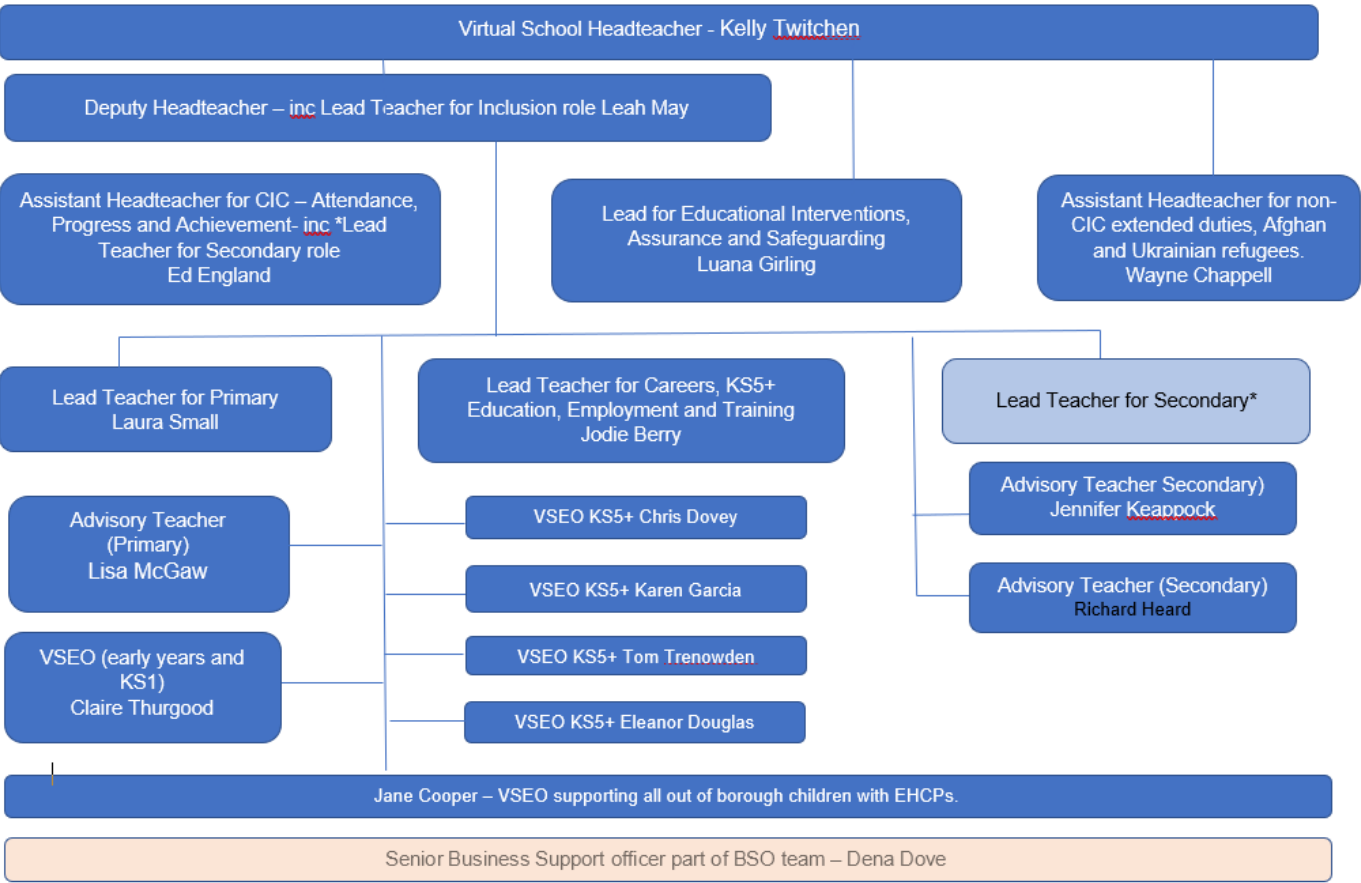 Virtual School Headteacher - Kelly Twitchen
Deputy Headteacher – inc Lead Teacher for Inclusion role Leah May
Assistant Headteacher for CIC – Attendance,
Progress and Achievement- inc *Lead
Teacher for Secondary role
Ed England
Lead for Educational Interventions,
Assurance and Safeguarding
Luana Girling
Assistant Headteacher for non-
CIC extended duties, Afghan
and Ukrainian refugees.
Wayne Chappell
Lead Teacher for Primary
Laura Small
Lead Teacher for Careers, KS5+
Education, Employment and Training
Jodie Berry
Lead Teacher for Secondary*
Advisory Teacher
(Primary)
Lisa McGaw
VSEO (early years and
KS1)
Claire Thurgood
VSEO KS5+ Chris Dovey
VSEO KS5+ Karen Garcia
VSEO KS5+ Tom Trenowden
VSEO KS5+ Eleanor Douglas
Advisory Teacher Secondary)
Jennifer Keappock
Advisory Teacher (Secondary)
Richard Heard
Jane Cooper – VSEO supporting all out of borough children with EHCPs.
Senior Business Support officer part of BSO team – Dena Dove